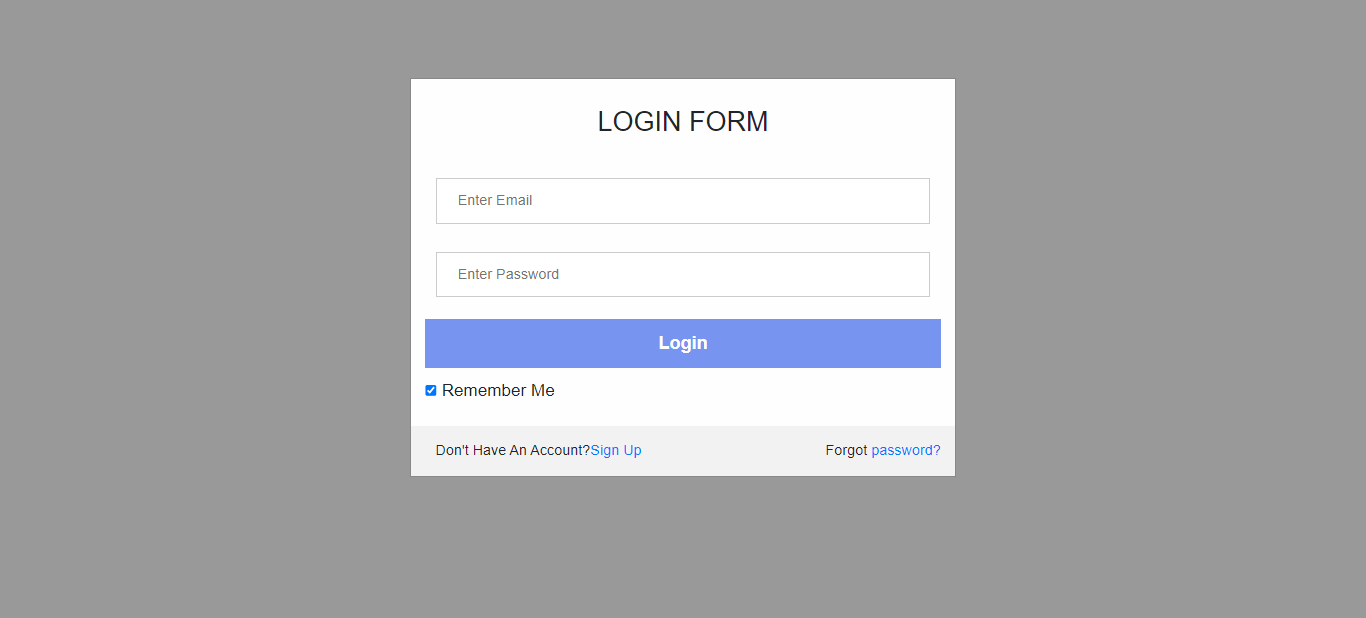 LOGIN FORM
Enter Email
Enter Password
Login
Remember Me
Don't Have An Account?Sign Up
Forgot password?